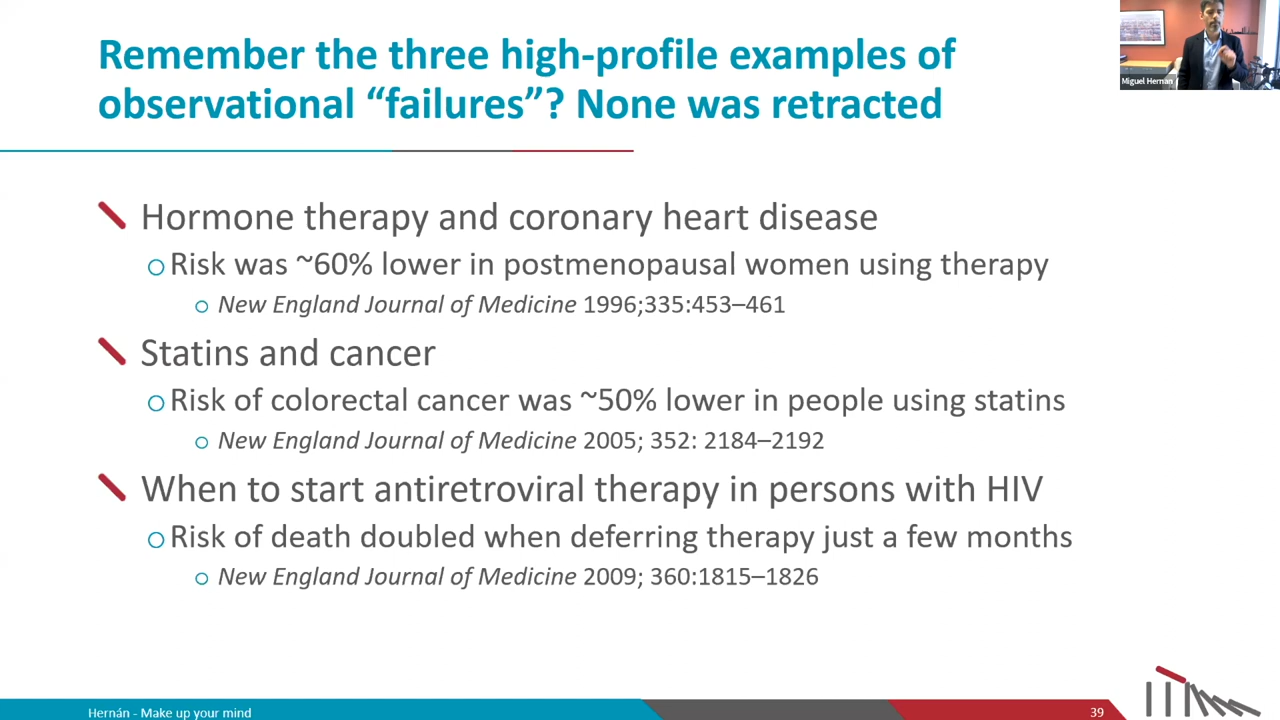 Remember the three high-profile examples of
observational “failures”? None was retracted
Miguel Hernan
Hormone therapy and coronary heart disease
Risk was ~60% lower in postmenopausal women using therapy
New England Journal of Medicine 1996;335:453–461
Statins and cancer
Risk of colorectal cancer was ~50% lower in people using statins
New England Journal of Medicine 2005; 352: 2184–2192
When to start antiretroviral therapy in persons with HIV
Risk of death doubled when deferring therapy just a few months
New England Journal of Medicine 2009; 360:1815–1826
Hernán - Make up your mind
39